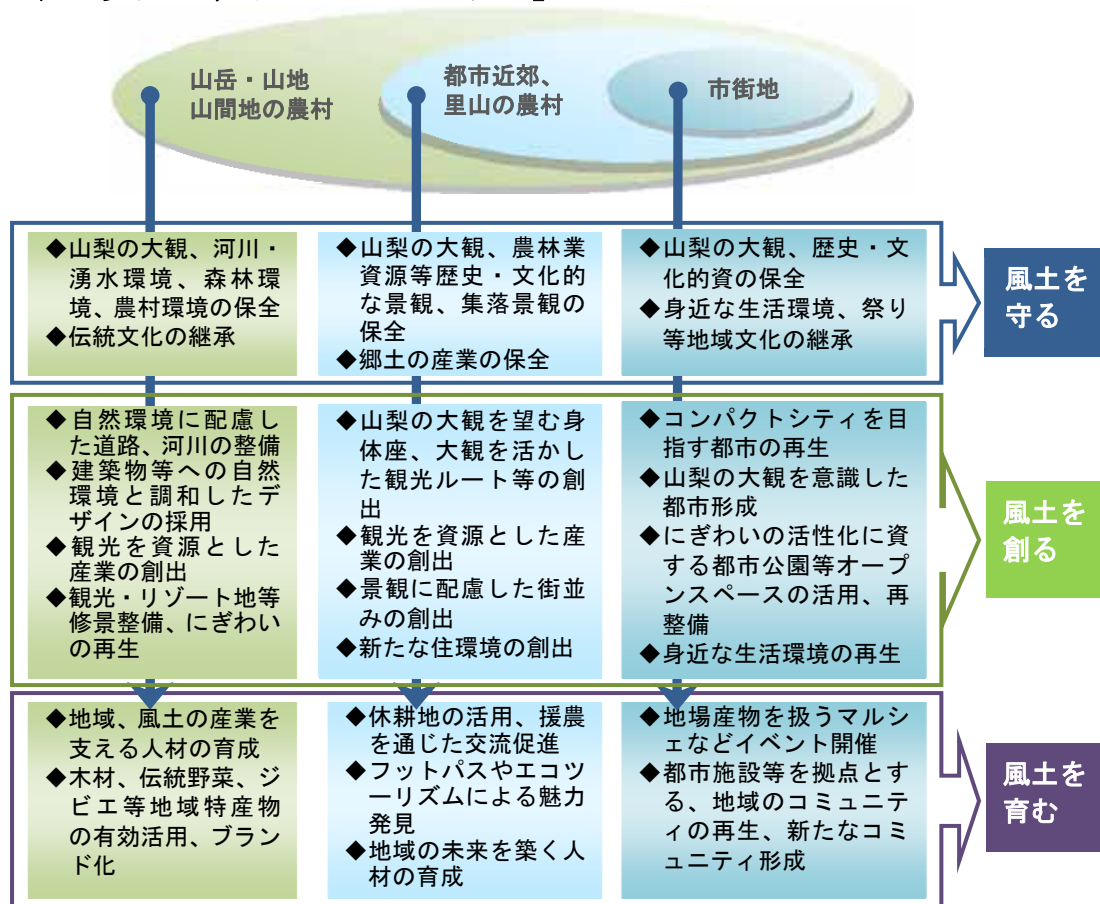 山岳・山地
山間地の農村
都市近郊、
里山の農村
市街地
◆山梨の大観、河川・
湧水環境、森林環
境、農村環境の保全
◆伝統文化の継承
◆山梨の大観、農林業
資源等歴史・文化的
な景観、集落景観の
保全
◆郷土の産業の保全
◆山梨の大観、歴史・文
化的資の保全
◆身近な生活環境、祭り
等地域文化の継承
風土を
守る
◆自然環境に配慮し
た道路、河川の整備
◆建築物等への自然
環境と調和したデ
ザインの採用
◆観光を資源とした
産業の創出
◆観光・リゾート地等
修景整備、にぎわい
の再生
◆山梨の大観を望む身
体座、大観を活かし
た観光ルート等の創
出
◆観光を資源とした産
業の創出
◆景観に配慮した街並
みの創出
◆新たな住環境の創出
◆コンパクトシティを目
指す都市の再生
◆山梨の大観を意識した
都市形成
◆にぎわいの活性化に資
する都市公園等オープ
ンスペースの活用、再
整備
◆身近な生活環境の再生
風土を
創る
◆地域、風土の産業を
支える人材の育成
◆木材、伝統野菜、ジ
ビエ等地域特産物
の有効活用、ブラン
ド化
◆休耕地の活用、援農
を通じた交流促進
◆フットパスやエコツ
ーリズムによる魅力
発見
◆地域の未来を築く人
材の育成
◆地場産物を扱うマルシ
ェなどイベント開催
◆都市施設等を拠点とす
る、地域のコミュニテ
ィの再生、新たなコミ
ュニティ形成
風土を
育む